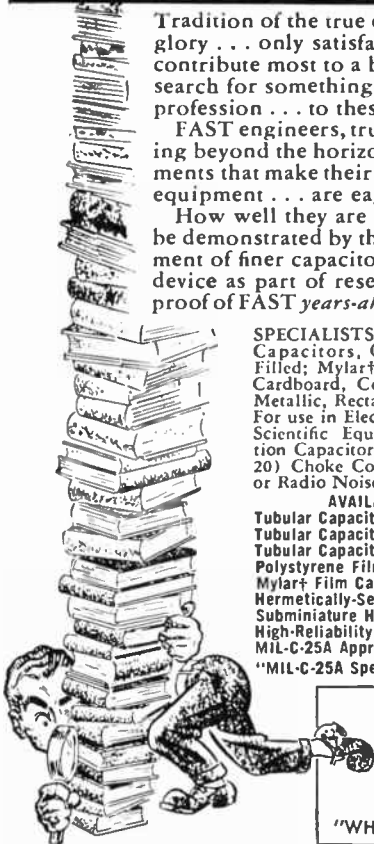 Tradition of the true
glory . . . only satisfa
contribute most to a b
search for something
profession . . . to thes
FAST engineers, tru
ing beyond the horizo
ments that make their
equipment . . . are ea
How well they are
be demonstrated by th
ment of finer capacito
device as part of rese
proof of FAST years-a
SPECIALISTS
Capacitors,
Filled; Mylar†
Cardboard, Ce
Metallic, Recta
For use in Elec
Scientific Equ
tion Capacitor
20) Choke Co
or Radio Noise
AVAIL
Tubular Capacit
Tubular Capacit
Tubular Capacit
Polystyrene Fil
Mylar† Film Ca
Hermetically-Se
Subminiature H
High-Reliability
MIL-C-25A Appr
"MIL-C-25A Spe
"WH